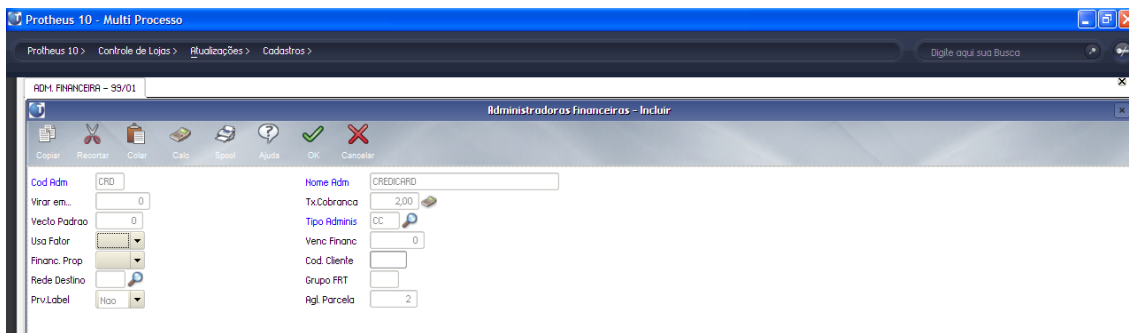 Protheus 10 - Multi Processo
Protheus 10 > Controle de Lojas > Atualizações > Cadastros > Digite aqui sua Busca
ADM. FINANCEIRA - 99/01
Administradoras Financeiras - Incluir
Copiar Recortar Colar Calc Spool Ajuda OK Cancelar
Cod Adm CRD Nome Adm CREDICARD
Virar em... 0 Tx.Cobranca 2,00
Vecto Padrao 0 Tipo Adminis CC
Usa Fator Venc Financ 0
Financ. Prop Cod. Cliente
Rede Destino Grupo FRT
Prv.Label Nao Agl. Parcela 2